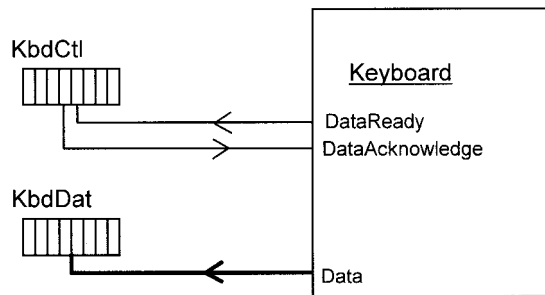 KbdCtl
Keyboard
DataReady
DataAcknowledge
KbdDat
Data